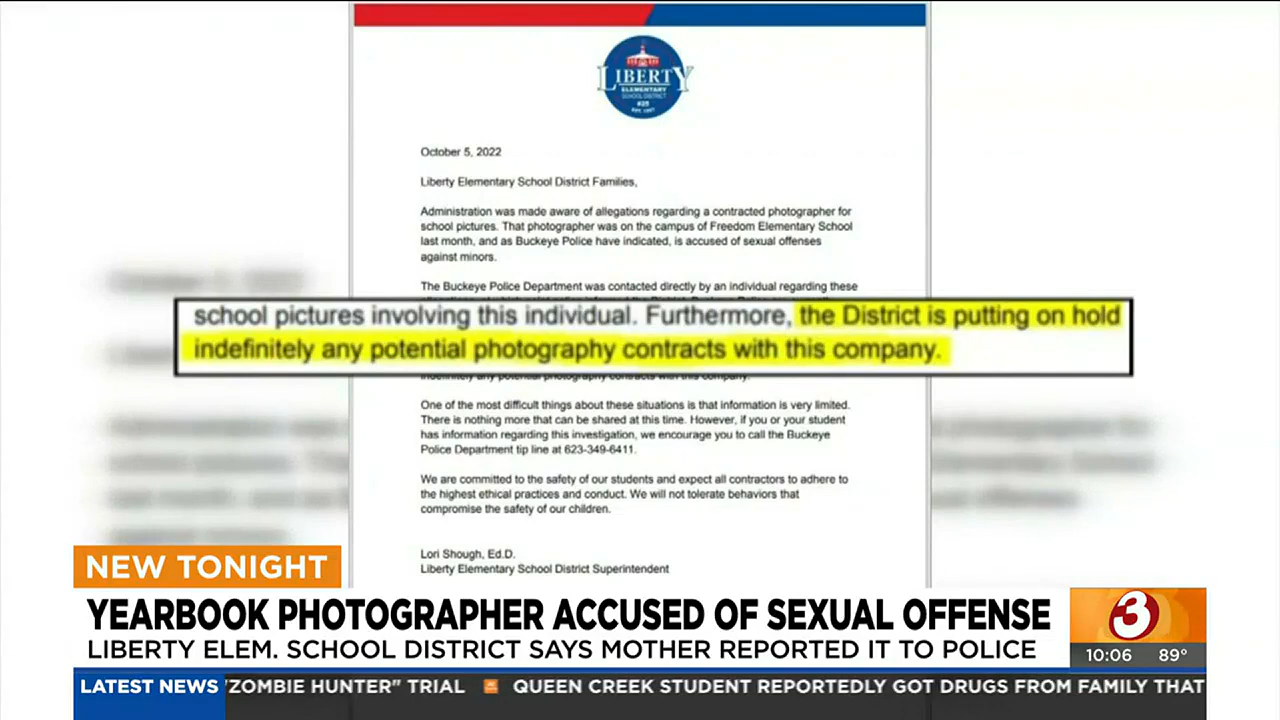 LIBERTY
ELEMENTARY
SCHOOL DISTRICT
#25
October 5, 2022
Liberty Elementary School District Families,
Administration was made aware of allegations regarding a contracted photographer for
school pictures. That photographer was on the campus of Freedom Elementary School
last month, and as Buckeye Police have indicated, is accused of sexual offenses
against minors.
The Buckeye Police Department was contacted directly by an individual regarding these
school pictures involving this individual. Furthermore, the District is putting on hold
indefinitely any potential photography contracts with this company.
indefinitely any potential photography contracts with this company.
One of the most difficult things about these situations is that information is very limited.
There is nothing more that can be shared at this time. However, if you or your student
has information regarding this investigation, we encourage you to call the Buckeye
Police Department tip line at 623-349-6411.
We are committed to the safety of our students and expect all contractors to adhere to
the highest ethical practices and conduct. We will not tolerate behaviors that
compromise the safety of our children.
Lori Shough, Ed.D.
Liberty Elementary School District Superintendent
NEW TONIGHT
YEARBOOK PHOTOGRAPHER ACCUSED OF SEXUAL OFFENSE
LIBERTY ELEM. SCHOOL DISTRICT SAYS MOTHER REPORTED IT TO POLICE
3
10:06 89°
LATEST NEWS "ZOMBIE HUNTER" TRIAL QUEEN CREEK STUDENT REPORTEDLY GOT DRUGS FROM FAMILY THAT